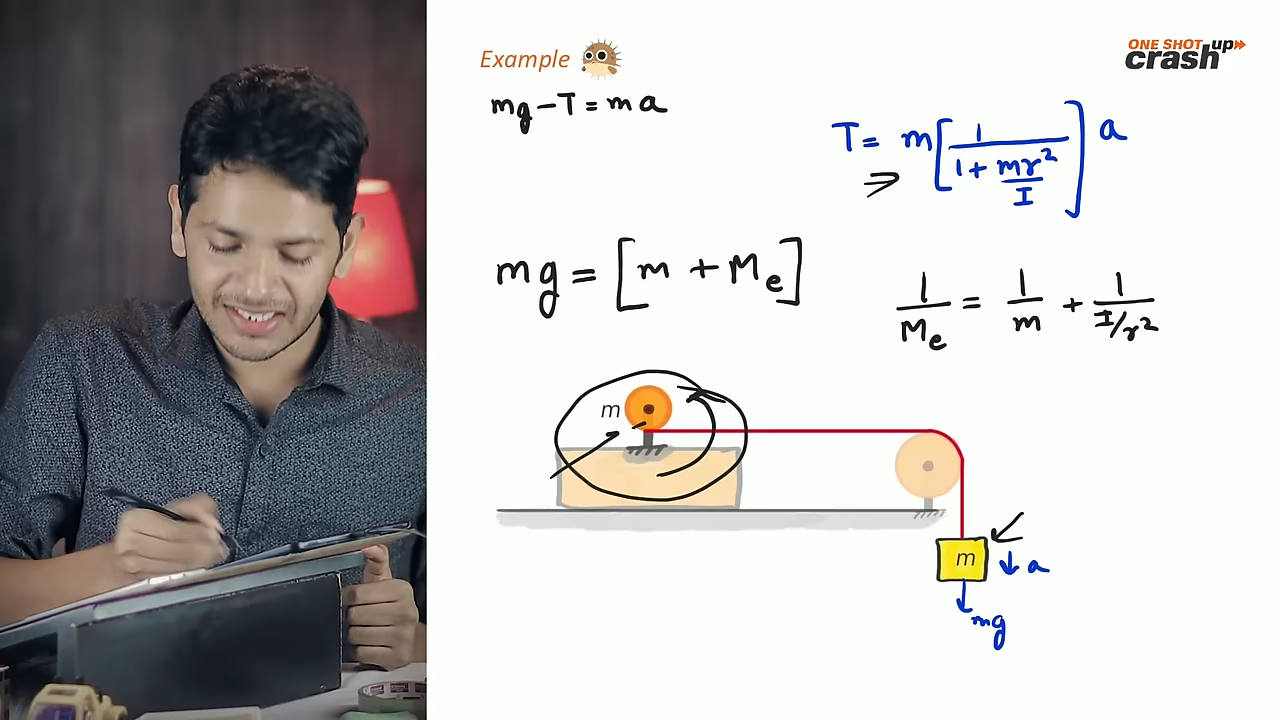 Example
ONE SHOT
crash up
mg - T = ma
T = m[1/(1 + mr²/I)] a
⇒
mg = [m + Me]
1/Me = 1/m + 1/(I/r²)
m
m
↓ a
↓ mg